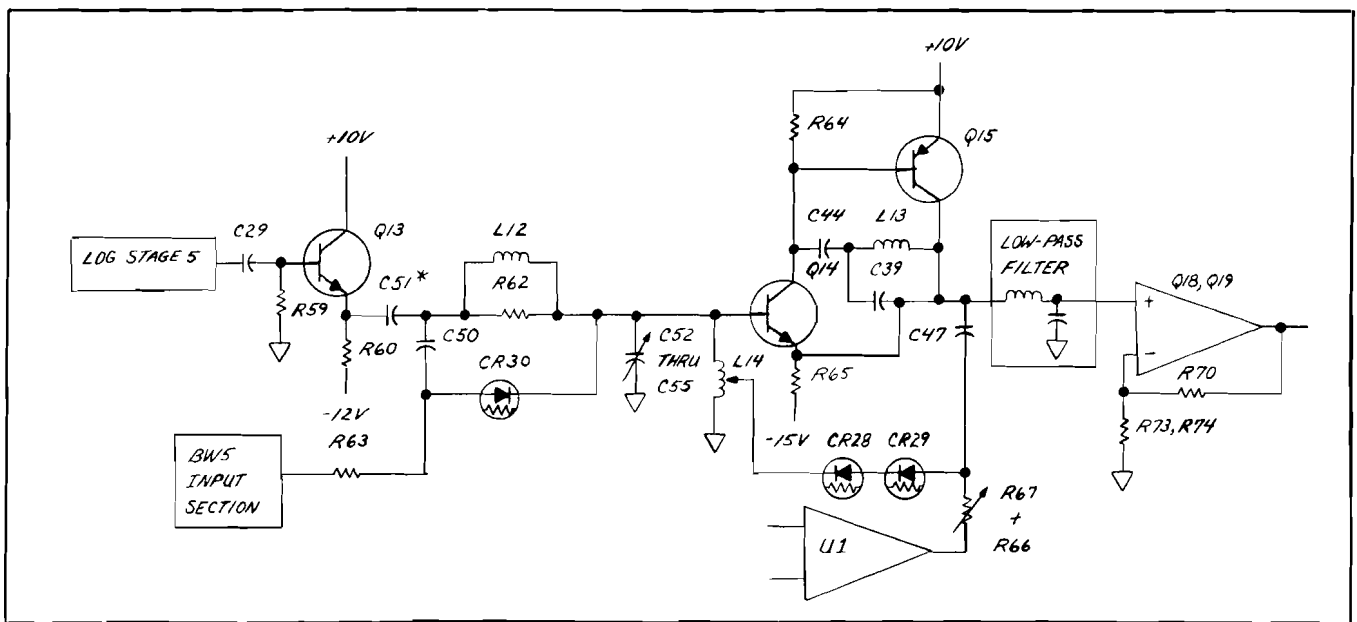 +10V
Q15
R64
+10V
Q13
C44
L13
L12
LOW-PASS
FILTER
LOG STAGE 5
C29
C51*
Q14
C39
Q18, Q19
R62
+
R59
C50
C52
THRU
C55
L14
C47
R60
R65
-
R70
CR30
-12V
-15V
CR28
CR29
R73, R74
R63
BW5
INPUT
SECTION
R67
+
R66
U1